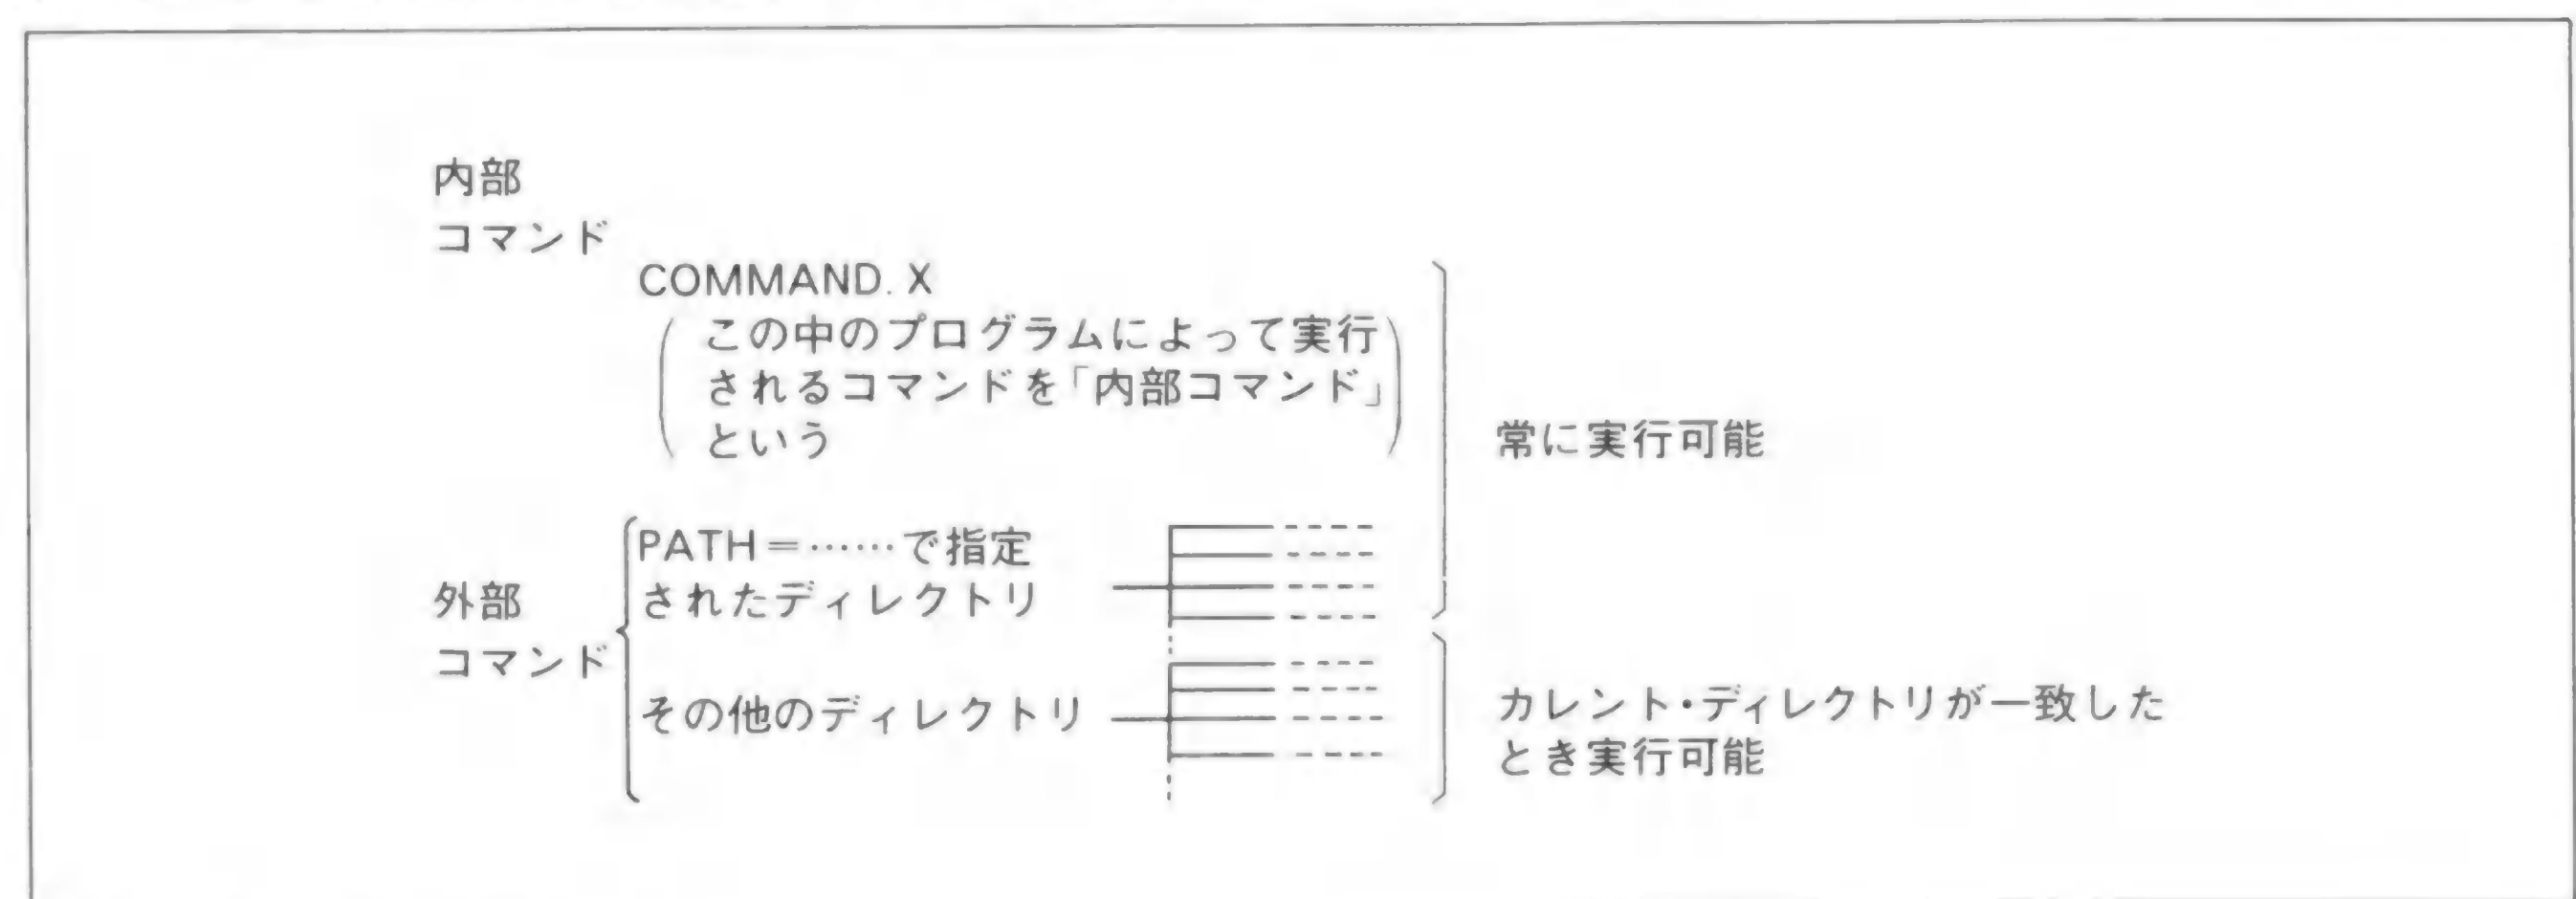 内部
コマンド
COMMAND. X
この中のプログラムによって実行
されるコマンドを「内部コマンド」
という
常に実行可能
外部
コマンド
PATH＝……で指定
されたディレクトリ
その他のディレクトリ
カレント・ディレクトリが一致した
とき実行可能